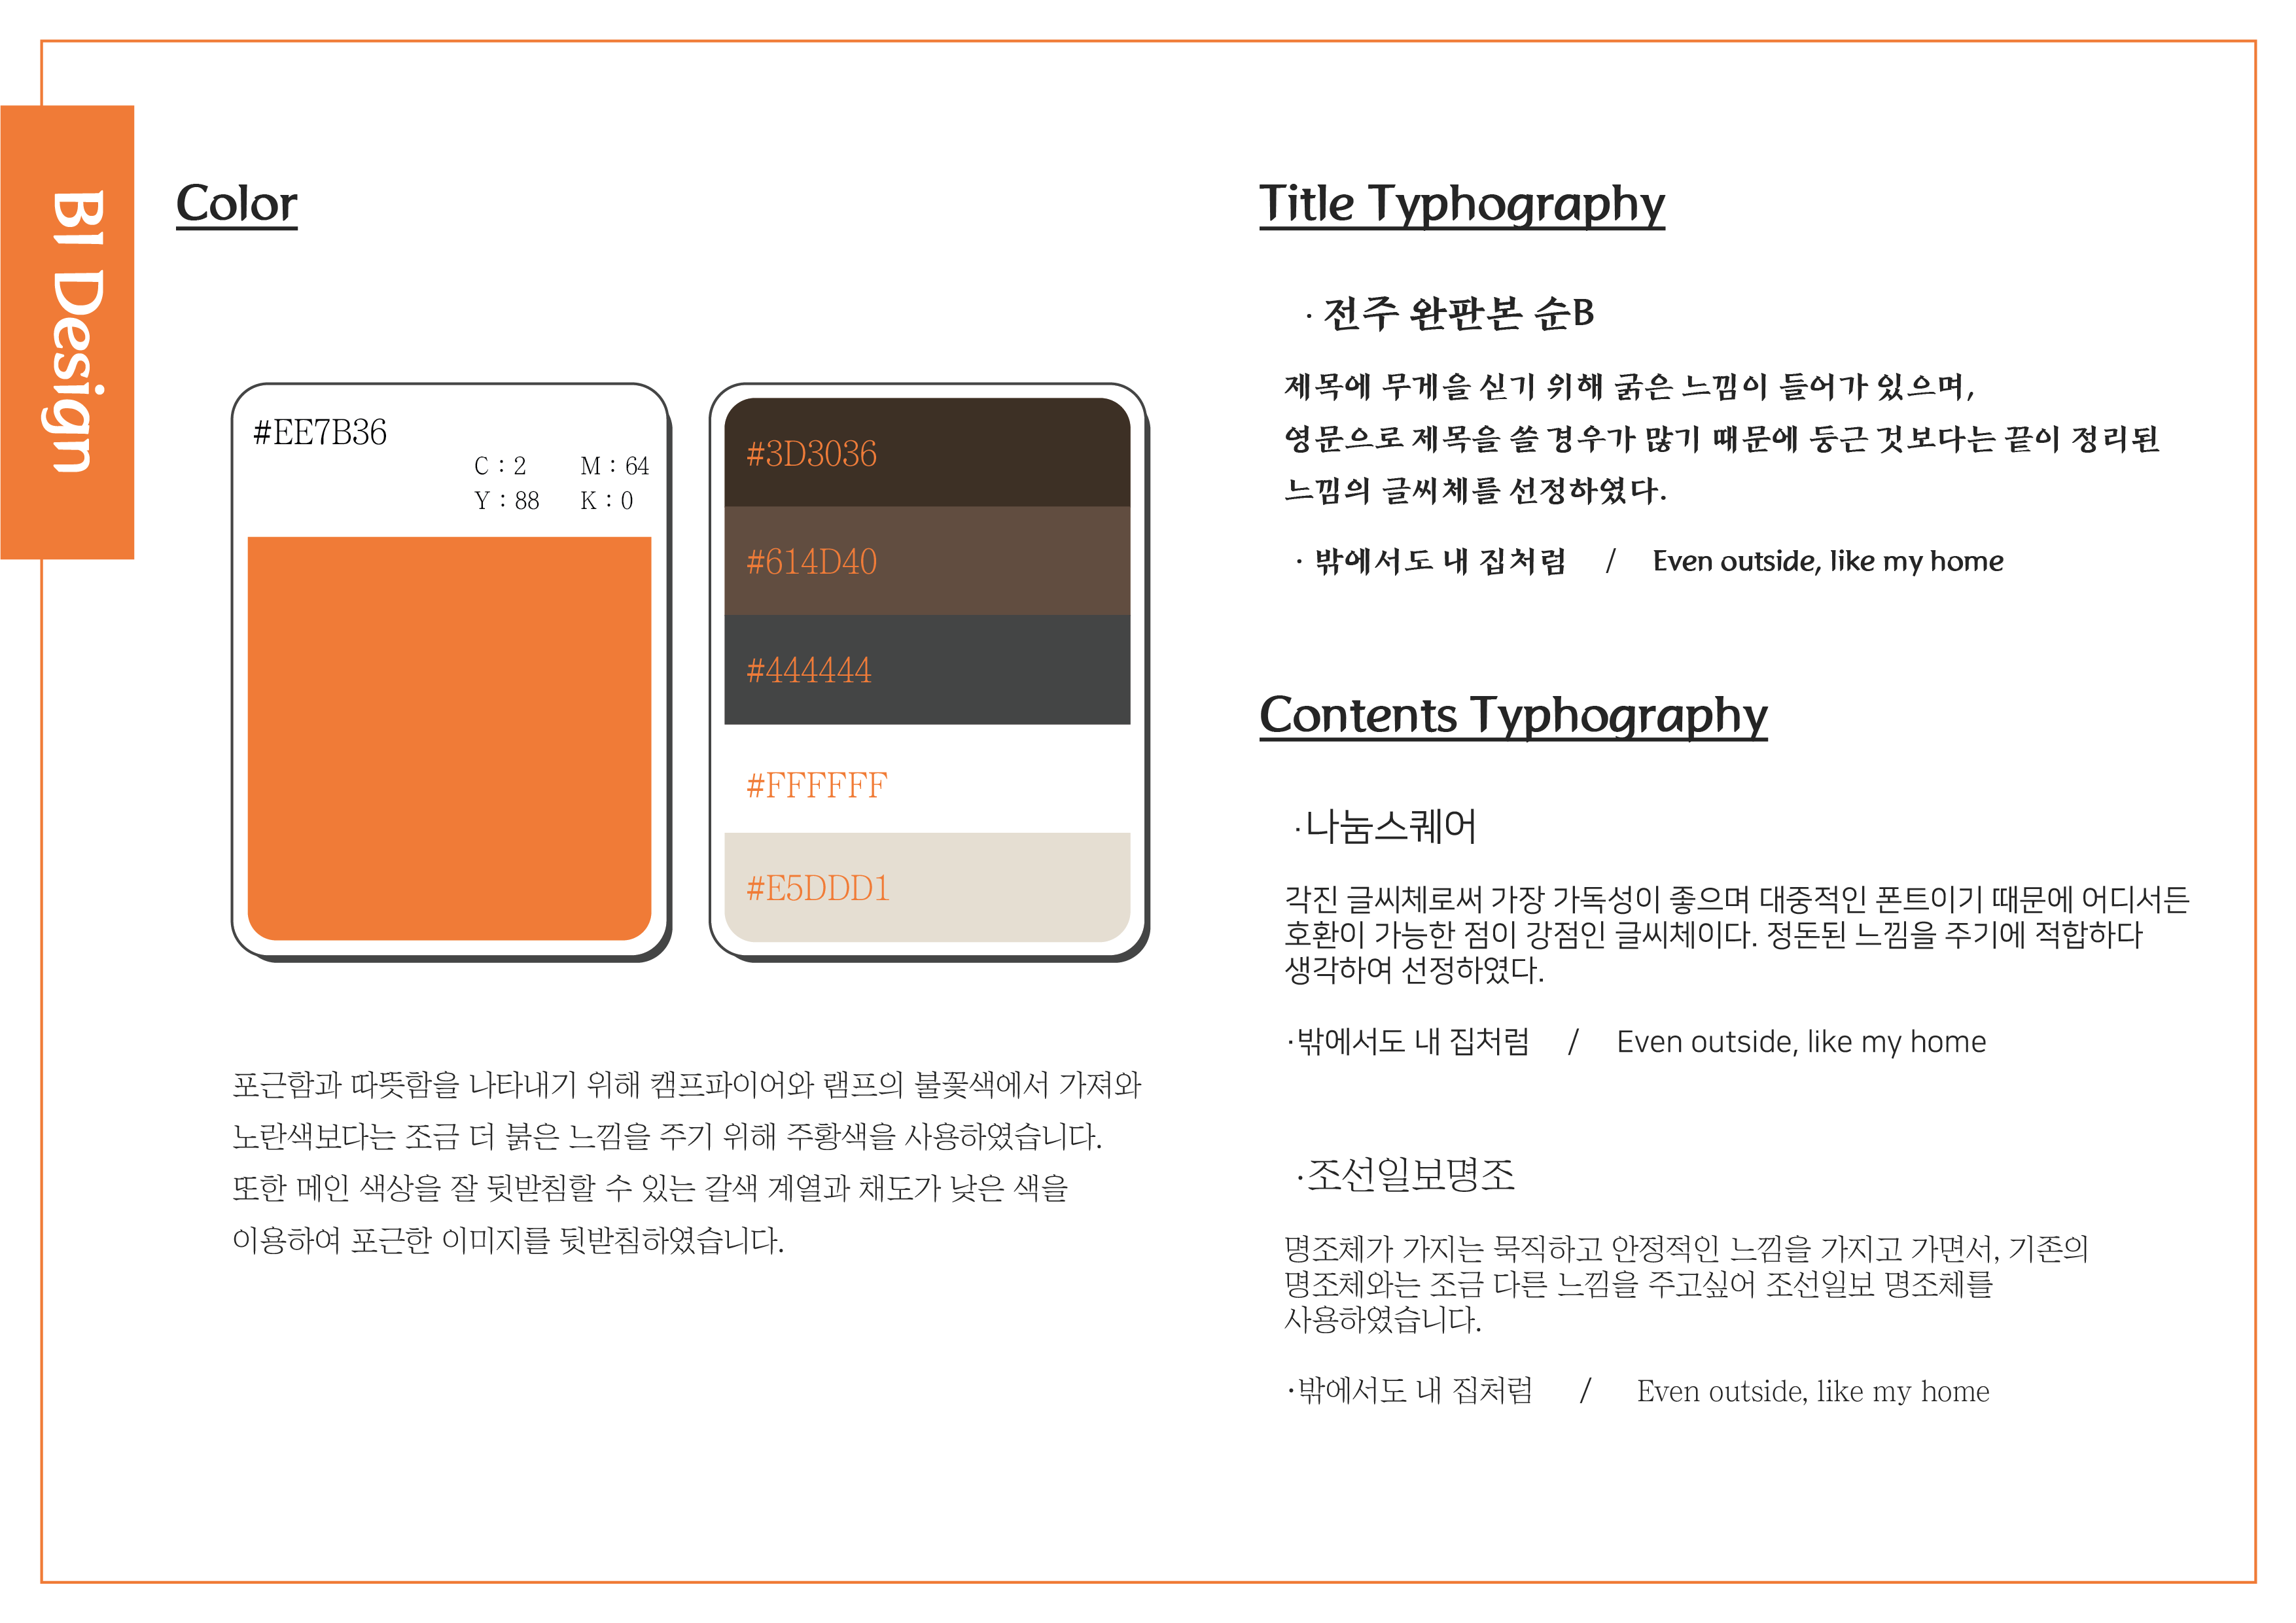 BI Design
Color
#EE7B36
C : 2 M : 64
Y : 88 K : 0
#3D3036
#614D40
#444444
#FFFFFF
#E5DDD1
포근함과 따뜻함을 나타내기 위해 캠프파이어와 램프의 불꽃색에서 가져와
노란색보다는 조금 더 붉은 느낌을 주기 위해 주황색을 사용하였습니다.
또한 메인 색상을 잘 뒷받침할 수 있는 갈색 계열과 채도가 낮은 색을
이용하여 포근한 이미지를 뒷받침하였습니다.
Title Typhography
· 전주 완판본 순B
제목에 무게을 싣기 위해 굵은 느낌이 들어가 있으며,
영문으로 제목을 쓸 경우가 많기 때문에 둥근 것보다는 끝이 정리된
느낌의 글씨체를 선정하였다.
· 밖에서도 내 집처럼 / Even outside, like my home
Contents Typhography
·나눔스퀘어
각진 글씨체로써 가장 가독성이 좋으며 대중적인 폰트이기 때문에 어디서든
호환이 가능한 점이 강점인 글씨체이다. 정돈된 느낌을 주기에 적합하다
생각하여 선정하였다.
·밖에서도 내 집처럼 / Even outside, like my home
·조선일보명조
명조체가 가지는 묵직하고 안정적인 느낌을 가지고 가면서, 기존의
명조체와는 조금 다른 느낌을 주고싶어 조선일보 명조체를
사용하였습니다.
·밖에서도 내 집처럼 / Even outside, like my home